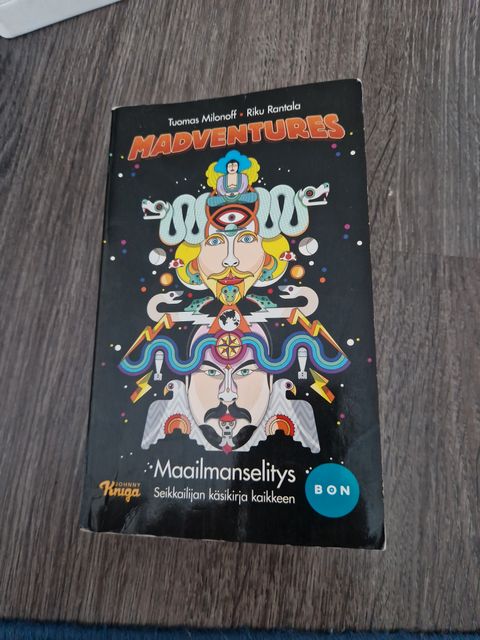 Tuomas Milonoff • Riku Rantala
MADVENTURES
Maailmanselitys
Seikkailijan käsikirja kaikkeen
JOHNNY
Kniga
BON